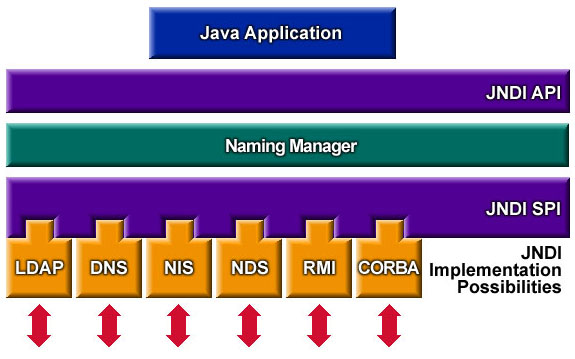 Java Application
JNDI API
Naming Manager
JNDI SPI
LDAP DNS NIS NDS RMI CORBA
JNDI
Implementation
Possibilities